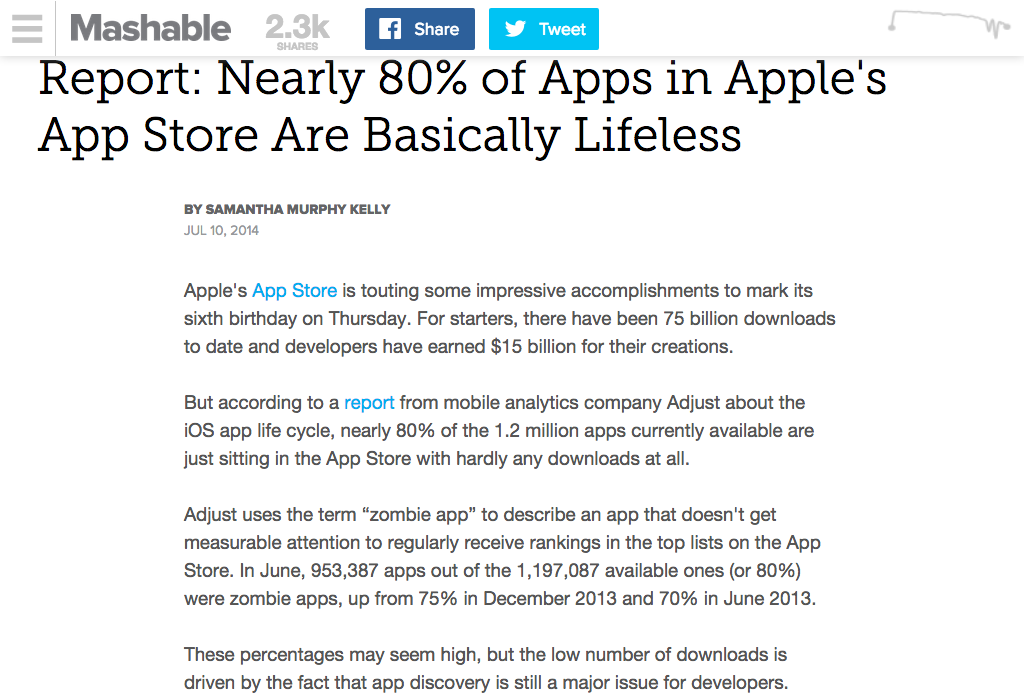 Mashable
2.3k
SHARES
Share
Tweet
Report: Nearly 80% of Apps in Apple's
App Store Are Basically Lifeless
BY SAMANTHA MURPHY KELLY
JUL 10, 2014
Apple's App Store is touting some impressive accomplishments to mark its
sixth birthday on Thursday. For starters, there have been 75 billion downloads
to date and developers have earned $15 billion for their creations.
But according to a report from mobile analytics company Adjust about the
iOS app life cycle, nearly 80% of the 1.2 million apps currently available are
just sitting in the App Store with hardly any downloads at all.
Adjust uses the term “zombie app” to describe an app that doesn't get
measurable attention to regularly receive rankings in the top lists on the App
Store. In June, 953,387 apps out of the 1,197,087 available ones (or 80%)
were zombie apps, up from 75% in December 2013 and 70% in June 2013.
These percentages may seem high, but the low number of downloads is
driven by the fact that app discovery is still a major issue for developers.